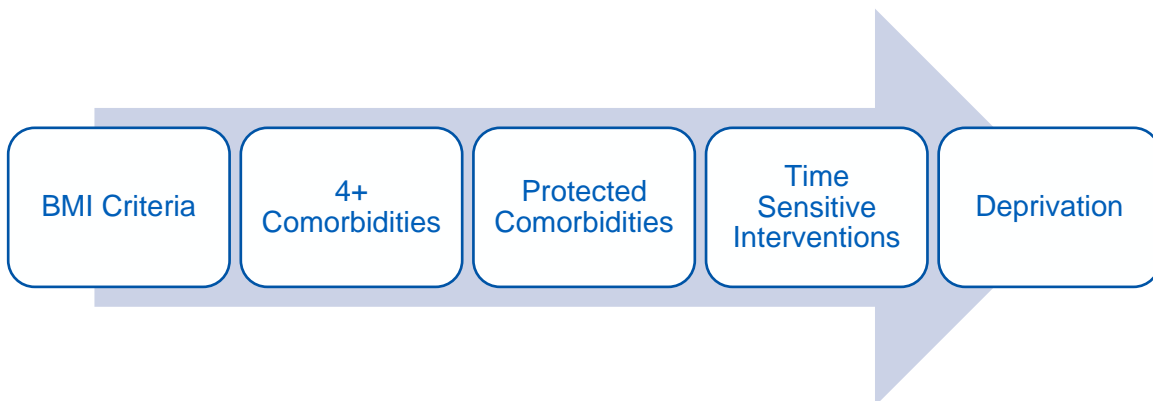 BMI Criteria
4+
Comorbidities
Protected
Comorbidities
Time
Sensitive
Interventions
Deprivation